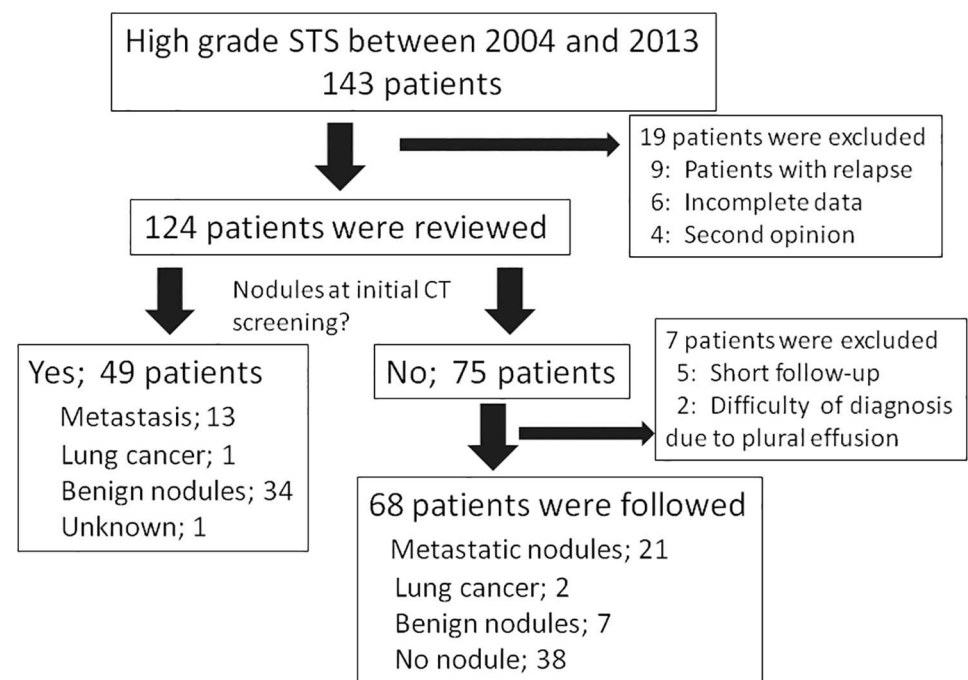 High grade STS between 2004 and 2013
143 patients
19 patients were excluded
9: Patients with relapse
6: Incomplete data
4: Second opinion
124 patients were reviewed
Nodules at initial CT
screening?
Yes; 49 patients
Metastasis; 13
Lung cancer; 1
Benign nodules; 34
Unknown; 1
No; 75 patients
7 patients were excluded
5: Short follow-up
2: Difficulty of diagnosis
due to plural effusion
68 patients were followed
Metastatic nodules; 21
Lung cancer; 2
Benign nodules; 7
No nodule; 38